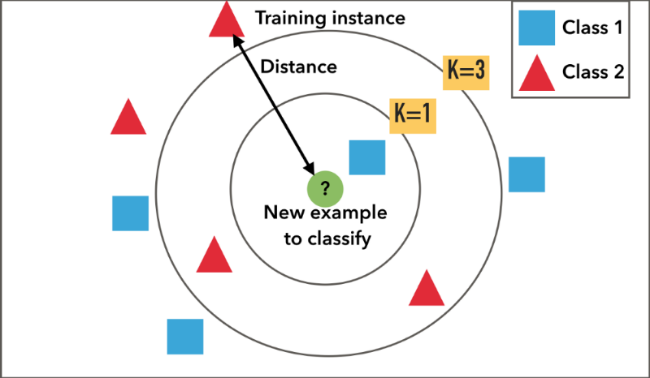 Training instance
Class 1
Distance
K=3
Class 2
K=1
?
New example
to classify